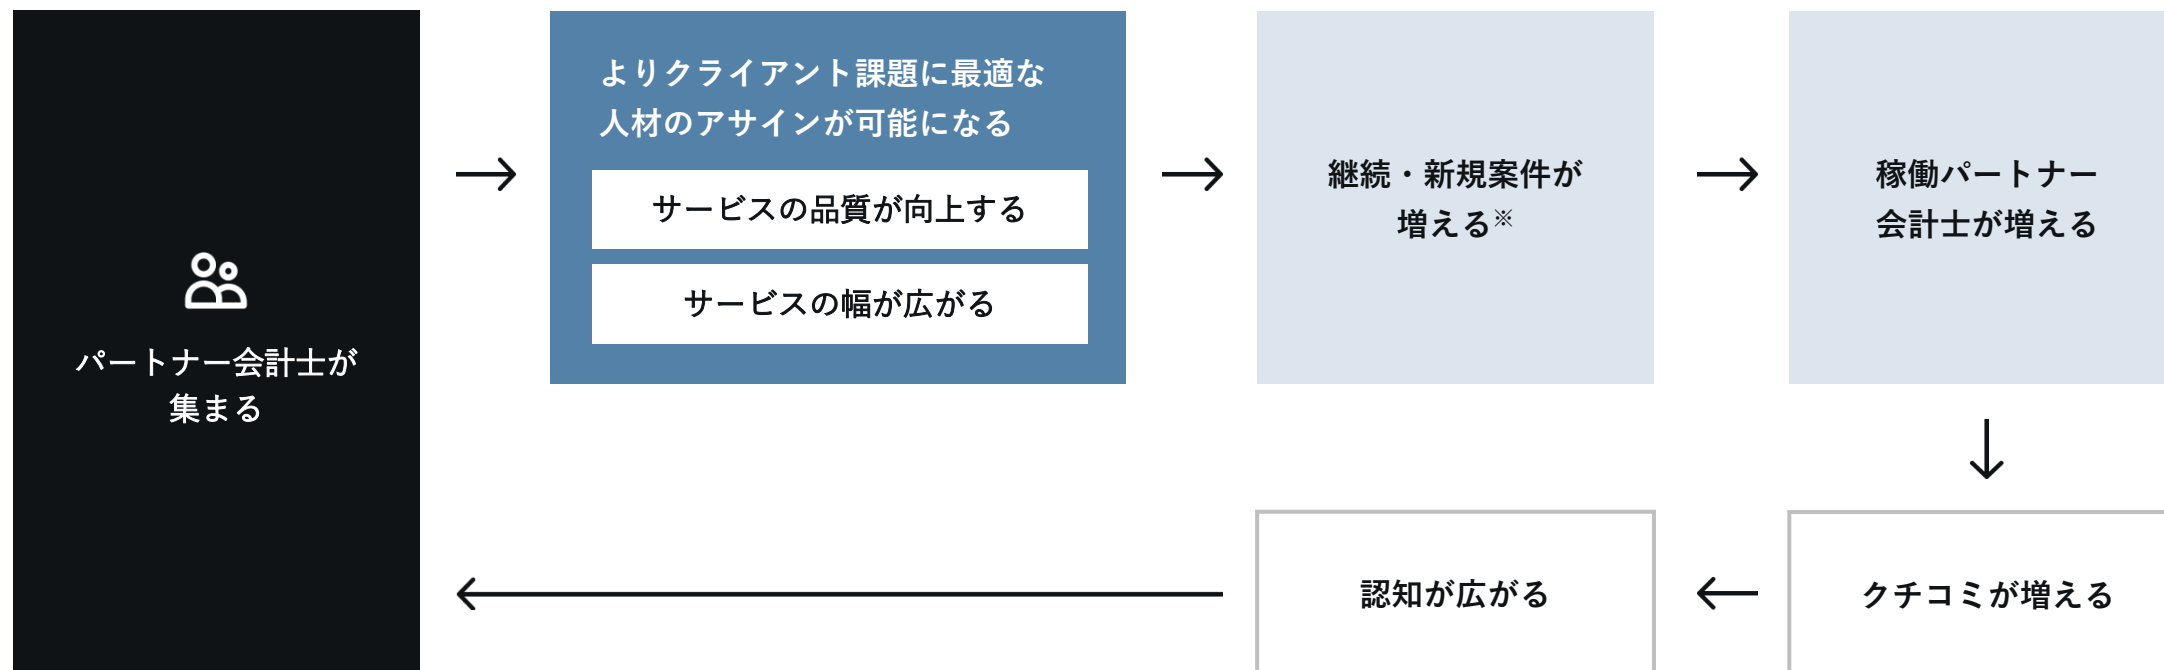 パートナー会計士が
集まる
よりクライアント課題に最適な
人材のアサインが可能になる
サービスの品質が向上する
サービスの幅が広がる
継続・新規案件が
増える※
稼働パートナー
会計士が増える
クチコミが増える
認知が広がる